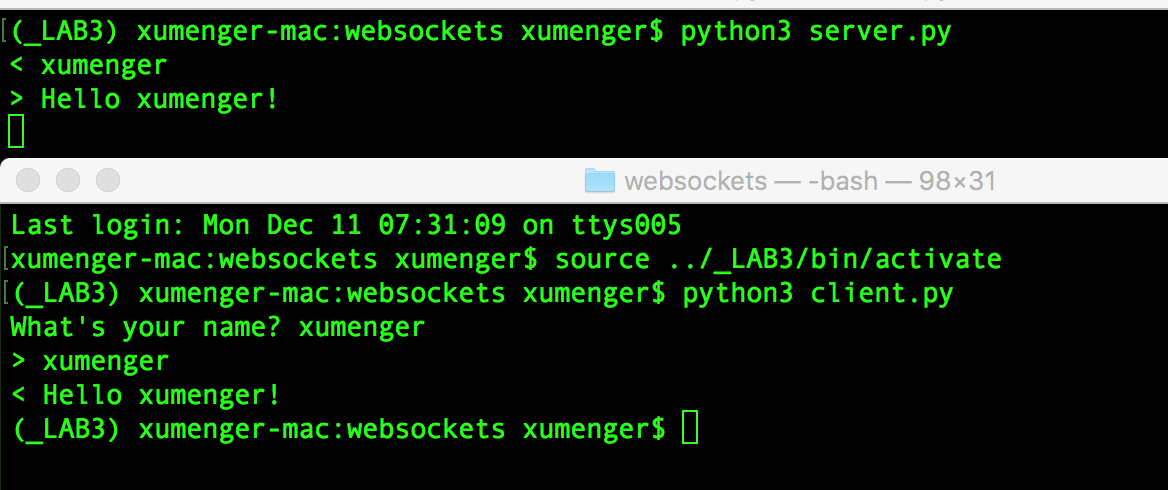 [(_LAB3) xumenger-mac:websockets xumenger$ python3 server.py
< xumenger
> Hello xumenger!
websockets — -bash — 98×31
Last login: Mon Dec 11 07:31:09 on ttys005
[xumenger-mac:websockets xumenger$ source ../_LAB3/bin/activate
[(_LAB3) xumenger-mac:websockets xumenger$ python3 client.py
What's your name? xumenger
> xumenger
< Hello xumenger!
(_LAB3) xumenger-mac:websockets xumenger$